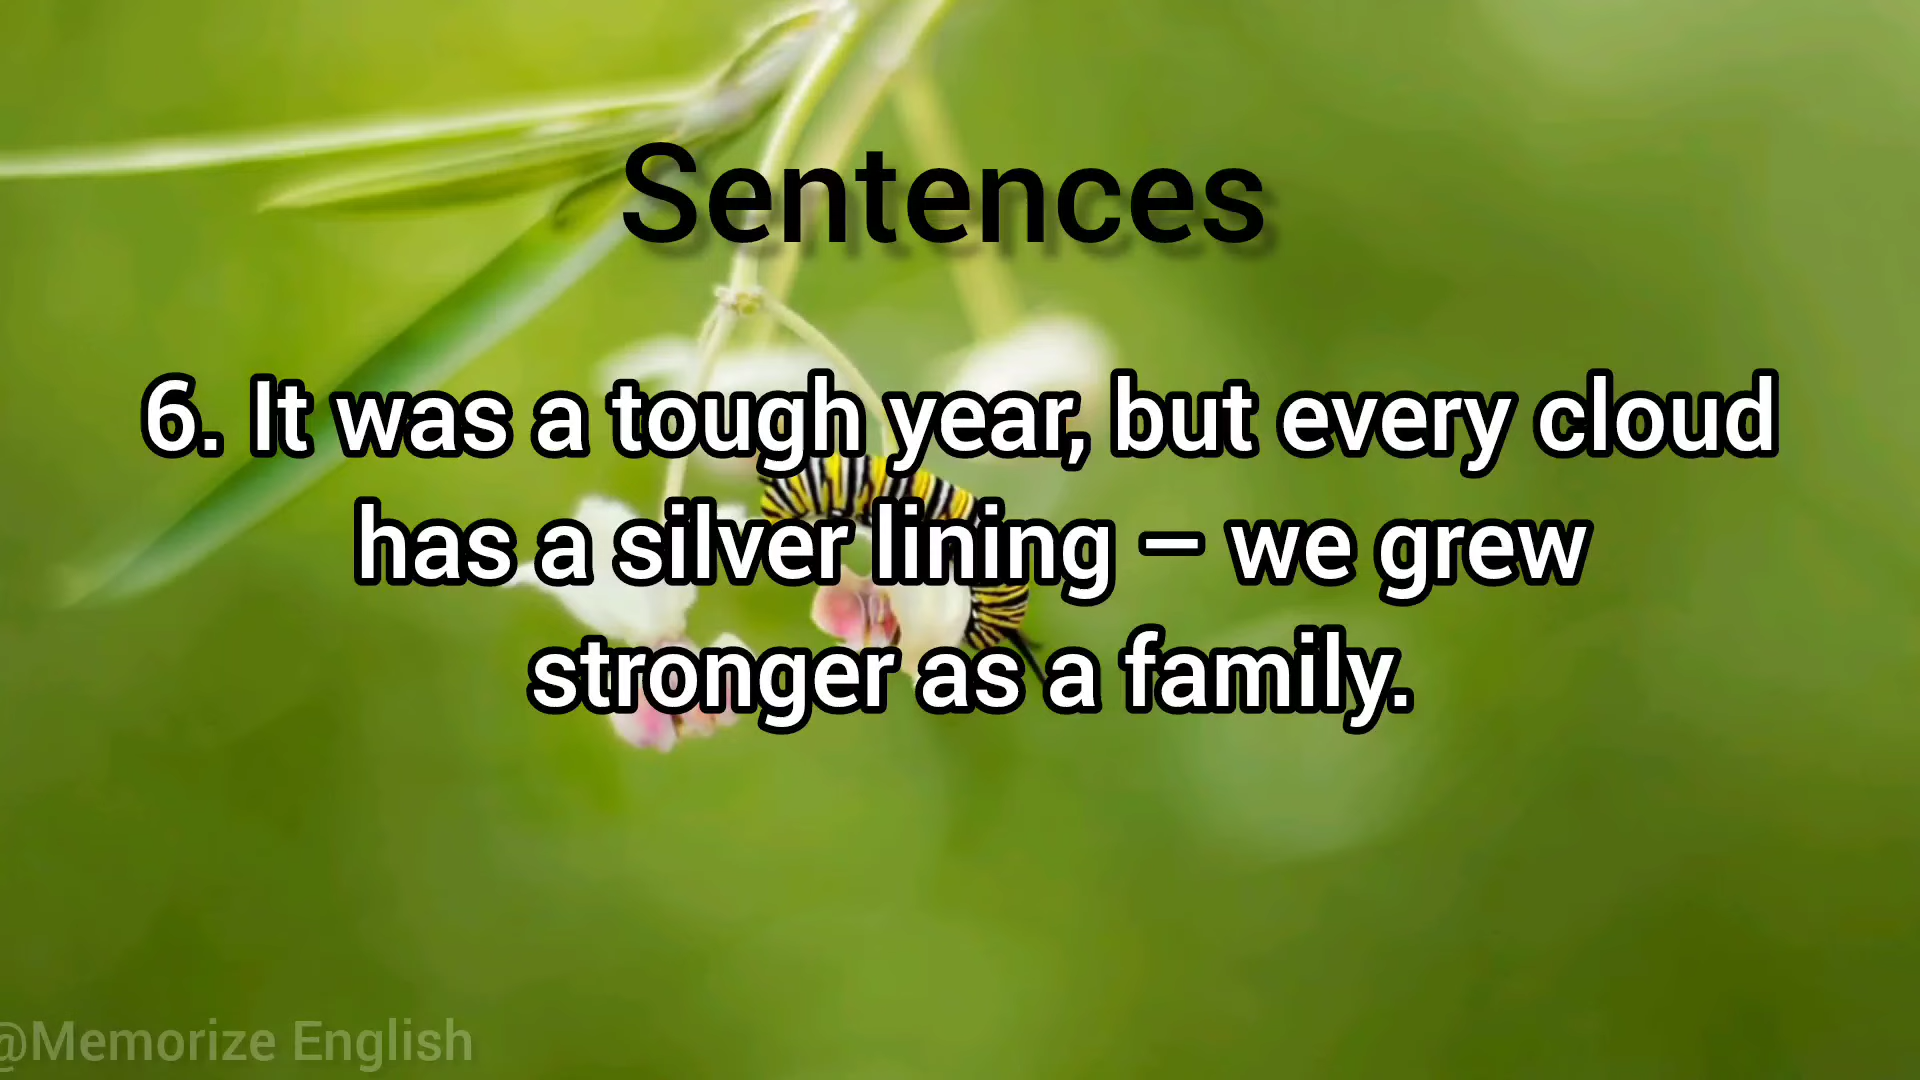 Sentences
6. It was a tough year, but every cloud
has a silver lining – we grew
stronger as a family.
@Memorize English